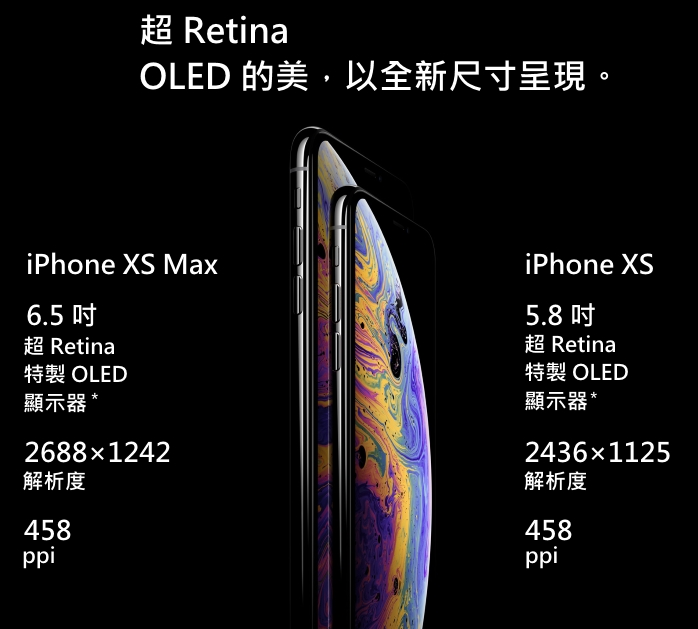 超 Retina
OLED 的美，以全新尺寸呈現。
iPhone XS Max
6.5 吋
超 Retina
特製 OLED
顯示器*
2688×1242
解析度
458
ppi
iPhone XS
5.8 吋
超 Retina
特製 OLED
顯示器*
2436×1125
解析度
458
ppi